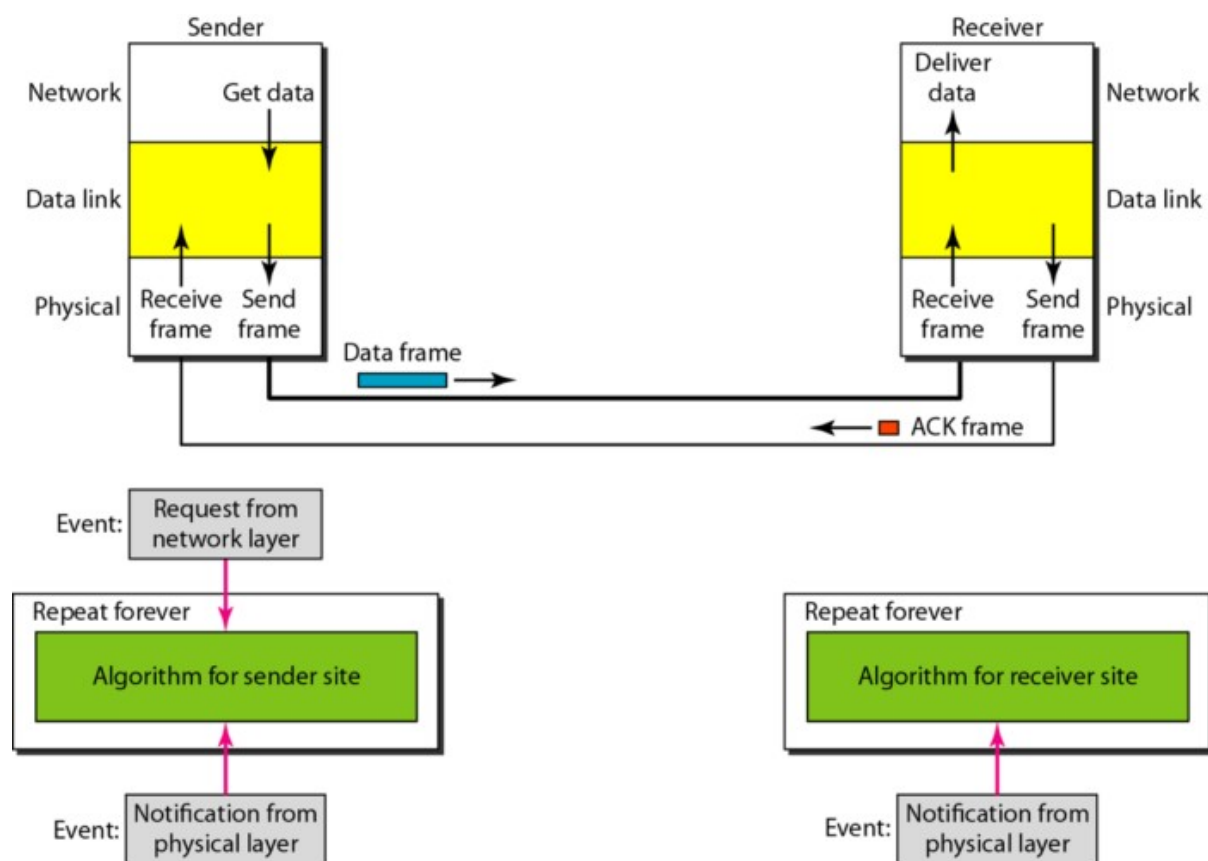 Sender
Receiver
Network
Get data
Deliver
data
Network
Data link
Data link
Physical
Receive
frame
Send
frame
Receive
frame
Send
frame
Physical
Data frame
ACK frame
Event:
Request from
network layer
Repeat forever
Algorithm for sender site
Repeat forever
Algorithm for receiver site
Event:
Notification from
physical layer
Event:
Notification from
physical layer